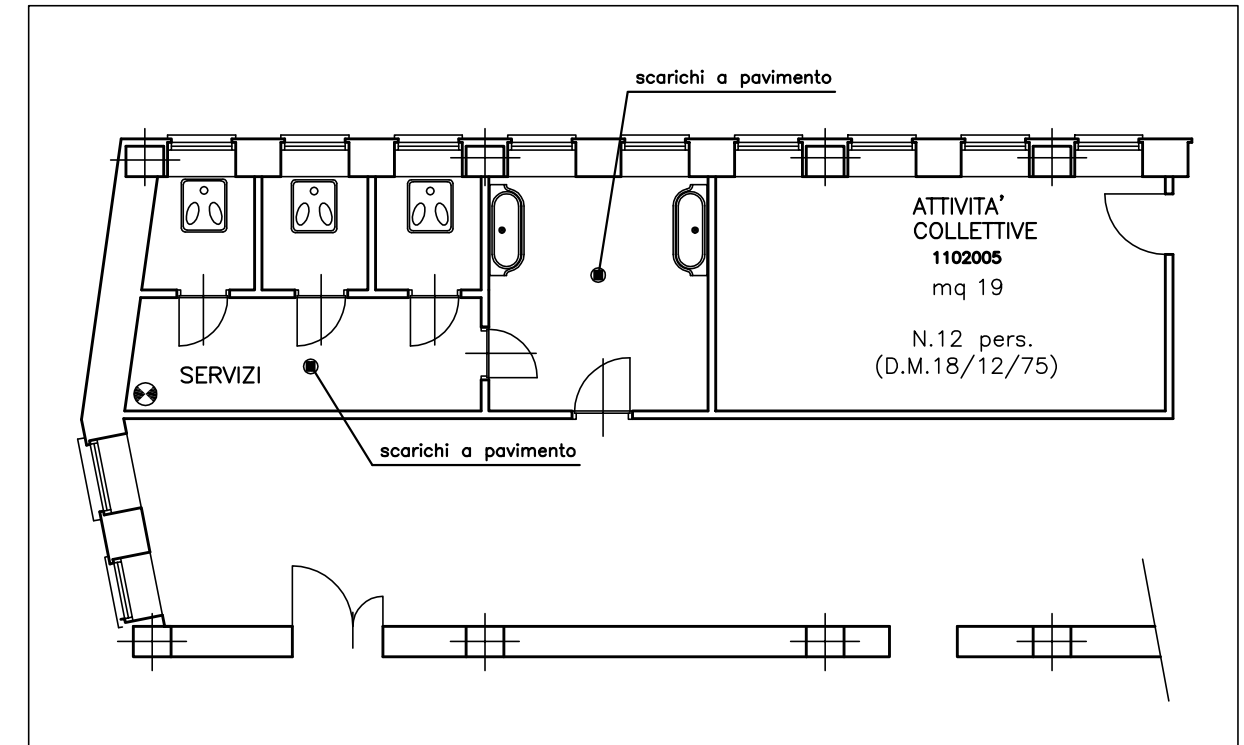 scarichi a pavimento
ATTIVITA'
COLLETTIVE
1102005
mq 19
N.12 pers.
(D.M.18/12/75)
SERVIZI
scarichi a pavimento